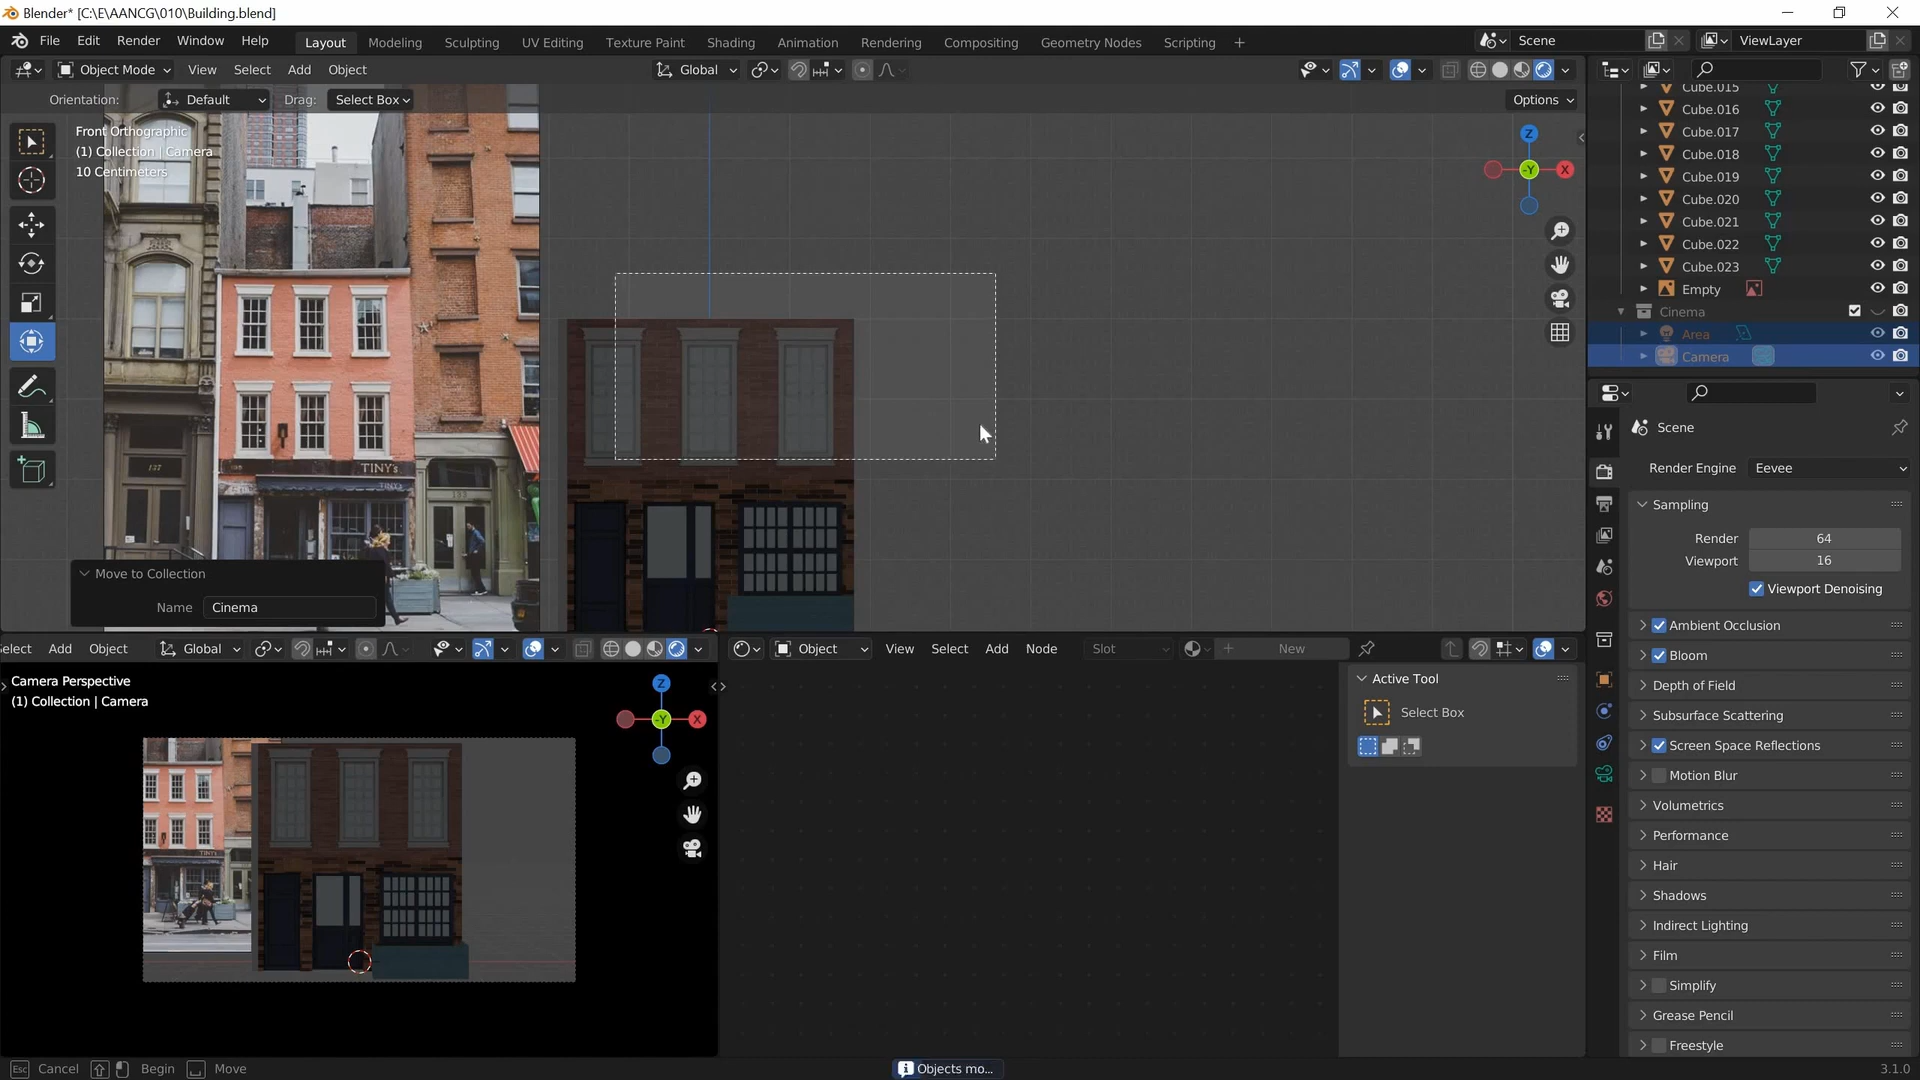 Blender* [C:\E\AANCG\010\Building.blend]
File Edit Render Window Help Layout Modeling Sculpting UV Editing Texture Paint Shading Animation Rendering Compositing Geometry Nodes Scripting + Scene ViewLayer
Object Mode View Select Add Object Global
Orientation: Default Drag: Select Box Options
Front Orthographic
(1) Collection | Camera
10 Centimeters
Z
-Y X
TINY's
Move to Collection
Name Cinema
Cube.015
Cube.016
Cube.017
Cube.018
Cube.019
Cube.020
Cube.021
Cube.022
Cube.023
Empty
Cinema
Area
Camera
Scene
Render Engine Eevee
Sampling
Render 64
Viewport 16
Viewport Denoising
Ambient Occlusion
Bloom
Depth of Field
Subsurface Scattering
Screen Space Reflections
Motion Blur
Volumetrics
Performance
Hair
Shadows
Indirect Lighting
Film
Simplify
Grease Pencil
Freestyle
elect Add Object Global
Camera Perspective
(1) Collection | Camera
Z
-Y X
Object View Select Add Node Slot New
Active Tool
Select Box
Esc Cancel Begin Move Objects mo... 3.1.0